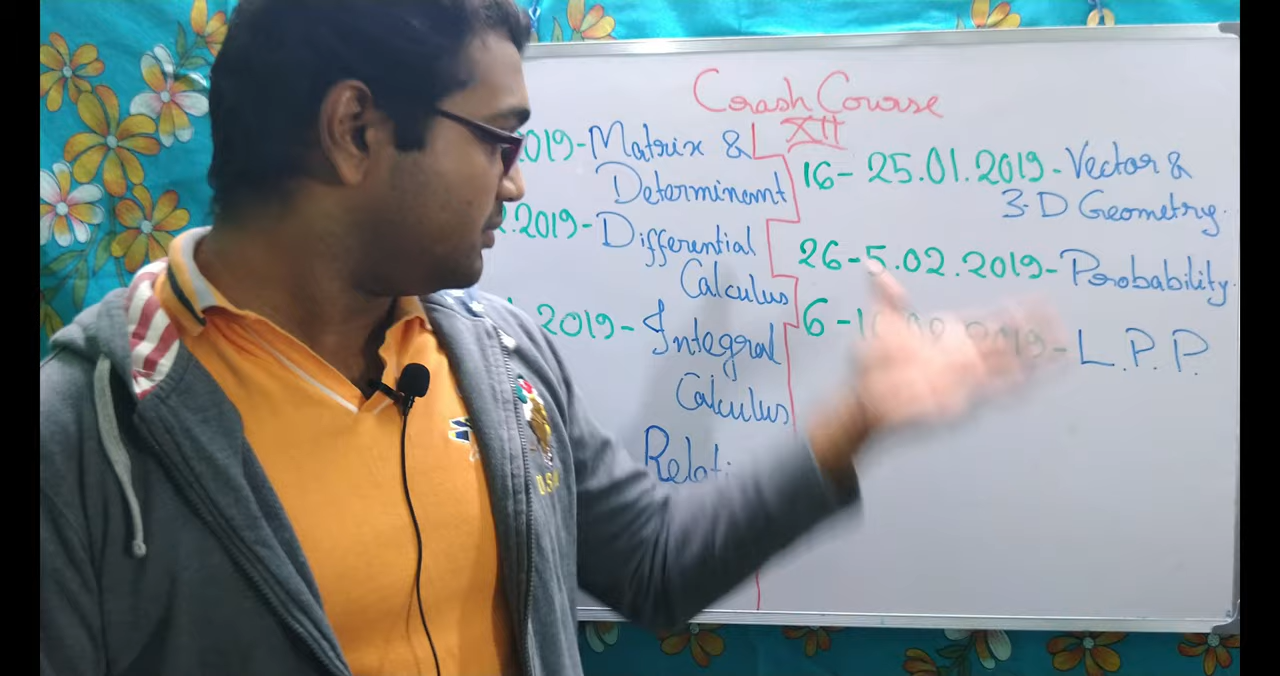 Crash Course
XII
2019-Matrix &
Determinant
.2019-Differential
Calculus
2019-Integral
Calculus
16-25.01.2019-Vector &
3-D Geometry.
26-5.02.2019-Probability.
6-
L.P.P.